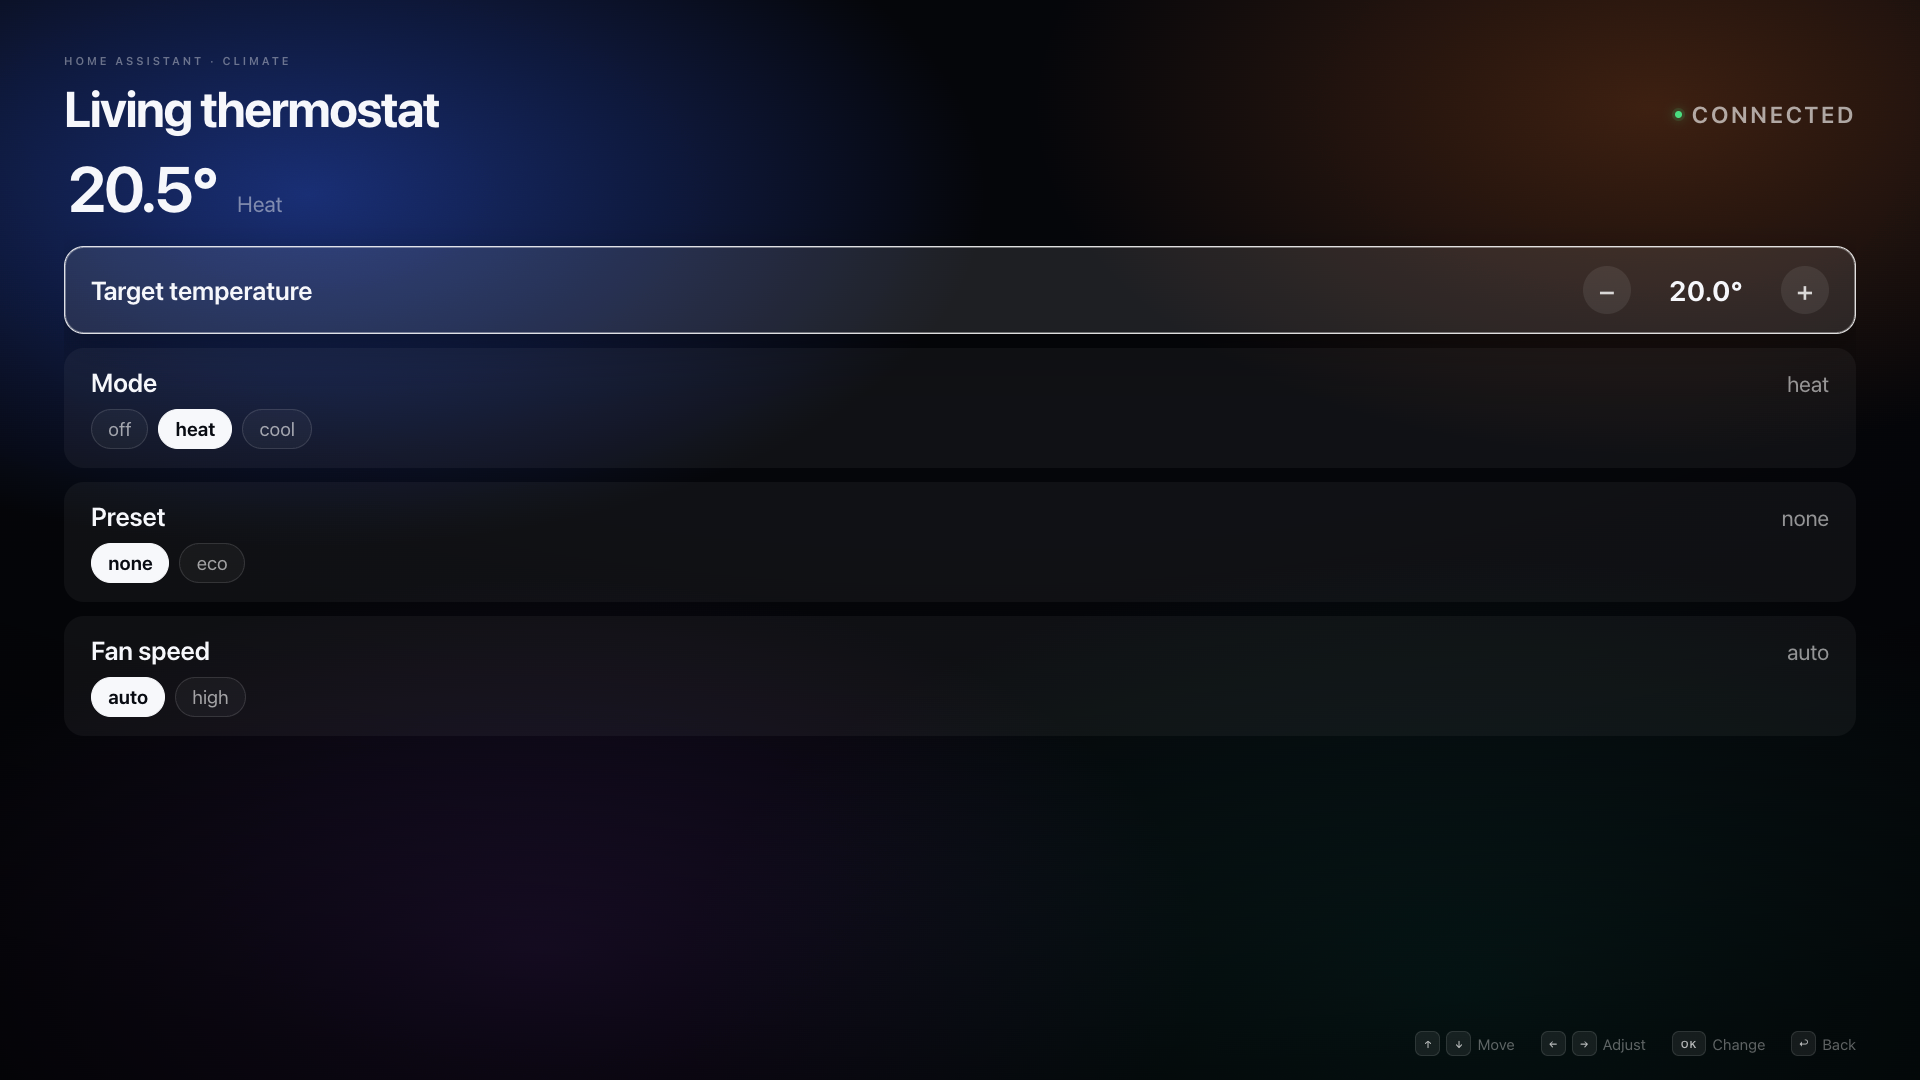 HOME ASSISTANT · CLIMATE
Living thermostat
CONNECTED
20.5° Heat
Target temperature − 20.0° +
Mode heat
off heat cool
Preset none
none eco
Fan speed auto
auto high
↑ ↓ Move ← → Adjust OK Change ↩ Back